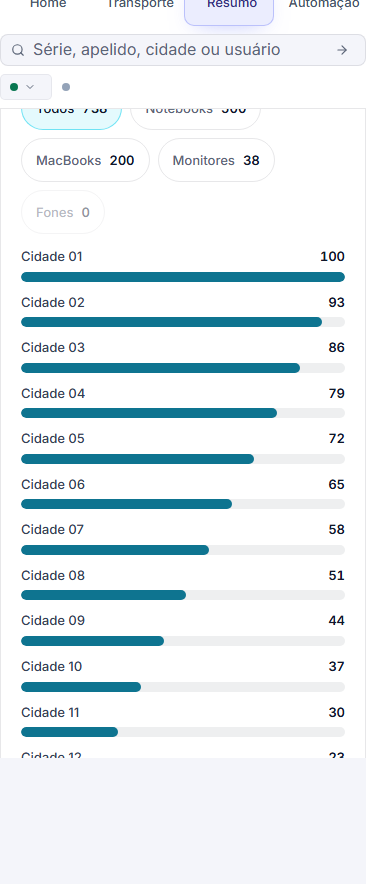 Home Transporte Resumo Automação
Série, apelido, cidade ou usuário
Todos 738 Notebooks 500
MacBooks 200 Monitores 38
Fones 0
Cidade 01 100
Cidade 02 93
Cidade 03 86
Cidade 04 79
Cidade 05 72
Cidade 06 65
Cidade 07 58
Cidade 08 51
Cidade 09 44
Cidade 10 37
Cidade 11 30
Cidade 12 23